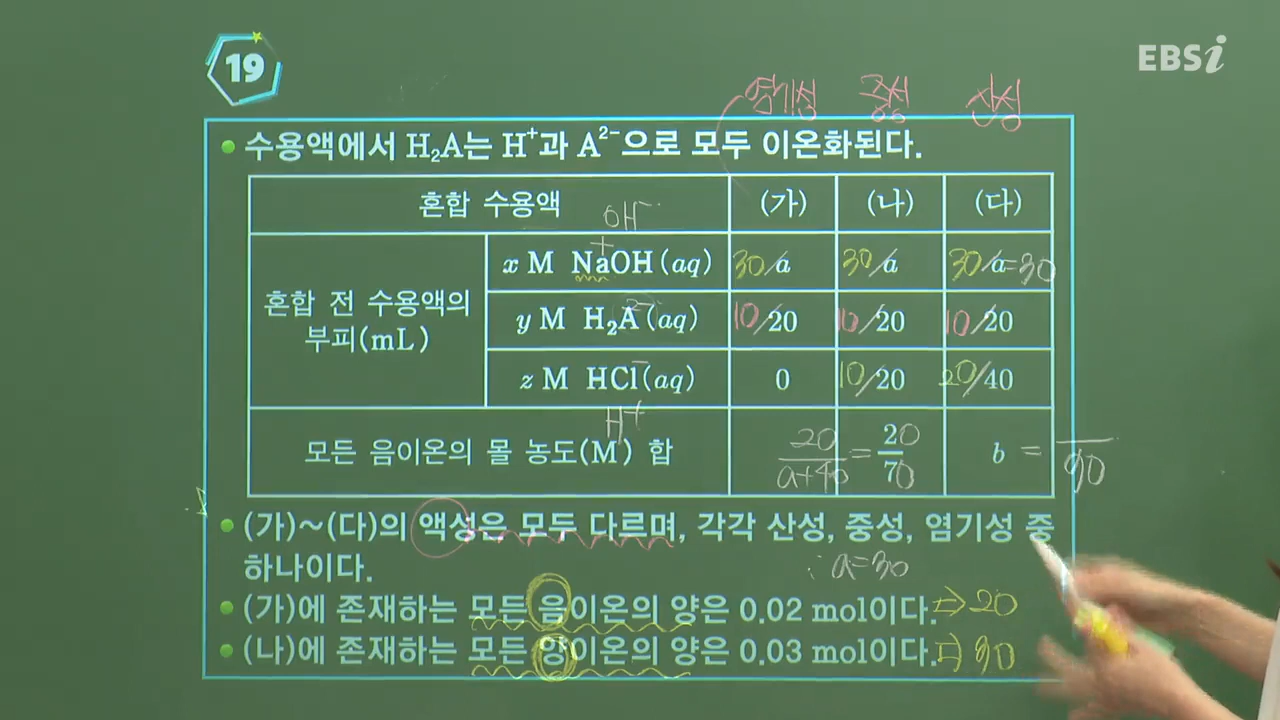 EBSi
19
염기성 중성 산성
수용액에서 H₂A는 H⁺과 A²⁻으로 모두 이온화된다.
혼합 수용액 (가) (나) (다)
OH⁻
혼합 전 수용액의 부피(mL)
x M NaOH(aq) 30/a 30/a 30/a=30
y M H₂A(aq) 10/20 10/20 10/20
z M HCl(aq) 0 10/20 20/40
H⁺
모든 음이온의 몰 농도(M) 합 20/a+40 = 20/70 b = /90
(가)~(다)의 액성은 모두 다르며, 각각 산성, 중성, 염기성 중
하나이다. ∴ a=30
(가)에 존재하는 모든 음이온의 양은 0.02 mol이다. ⇒ 20
(나)에 존재하는 모든 양이온의 양은 0.03 mol이다. ⇒ 30